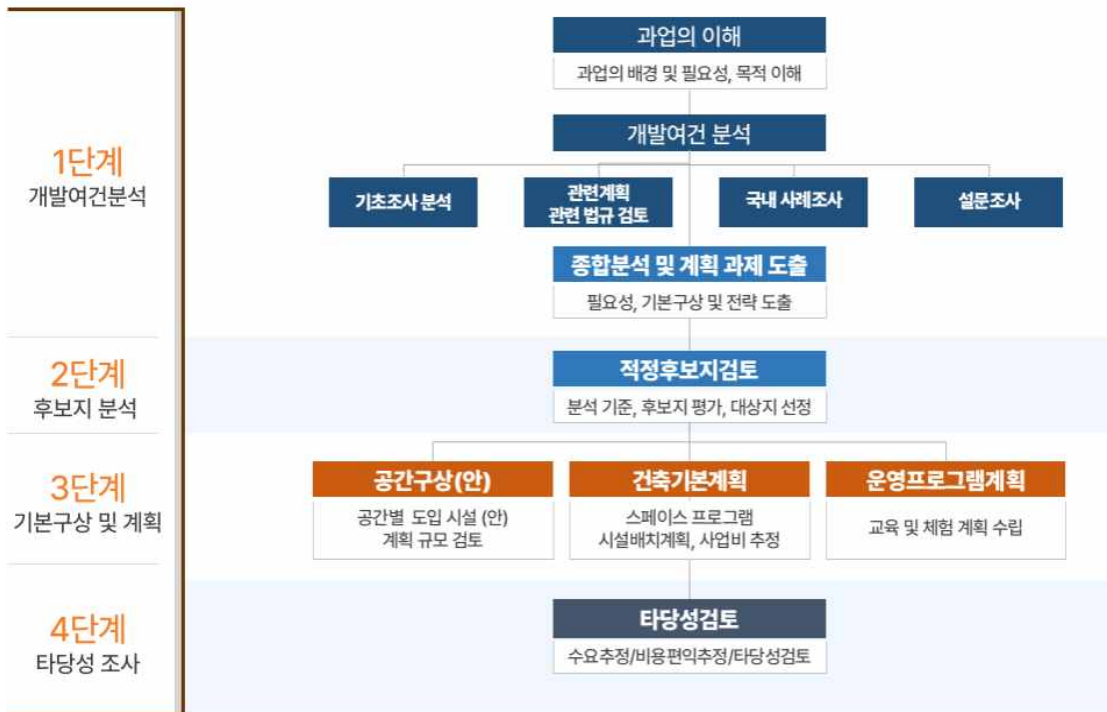 1단계
개발여건분석
과업의 이해
과업의 배경 및 필요성, 목적 이해
개발여건 분석
기초조사 분석
관련계획
관련 법규 검토
국내 사례조사
설문조사
종합분석 및 계획 과제 도출
필요성, 기본구상 및 전략 도출
2단계
후보지 분석
적정후보지검토
분석 기준, 후보지 평가, 대상지 선정
3단계
기본구상 및 계획
공간구상(안)
공간별 도입 시설 (안)
계획 규모 검토
건축기본계획
스페이스 프로그램
시설배치계획, 사업비 추정
운영프로그램계획
교육 및 체험 계획 수립
4단계
타당성 조사
타당성검토
수요추정/비용편익추정/타당성검토